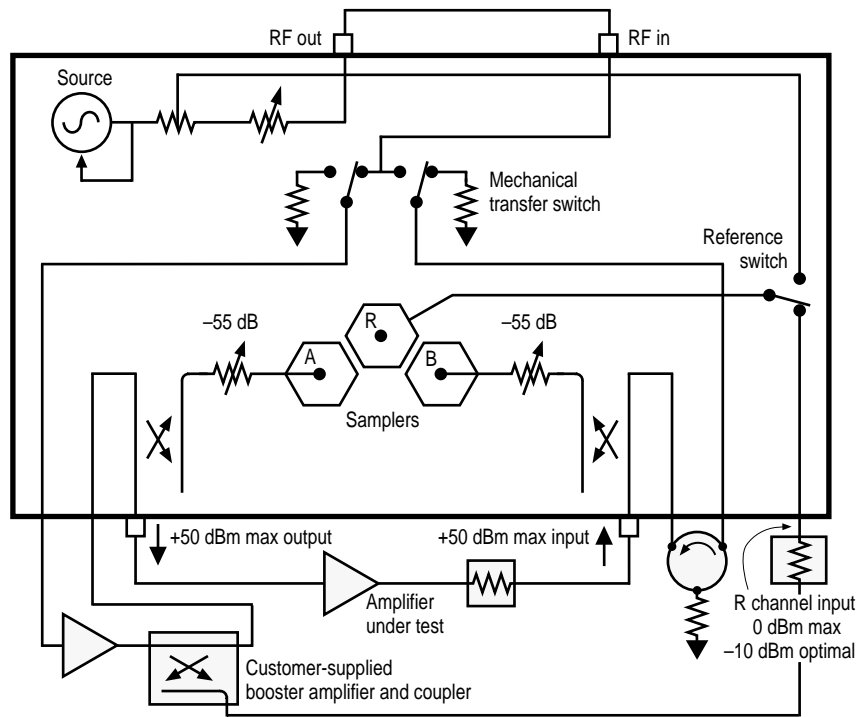 RF out
RF in
Source
Mechanical
transfer switch
Reference
switch
–55 dB
R
–55 dB
A
B
Samplers
+50 dBm max output
+50 dBm max input
Amplifier
under test
R channel input
0 dBm max
–10 dBm optimal
Customer-supplied
booster amplifier and coupler